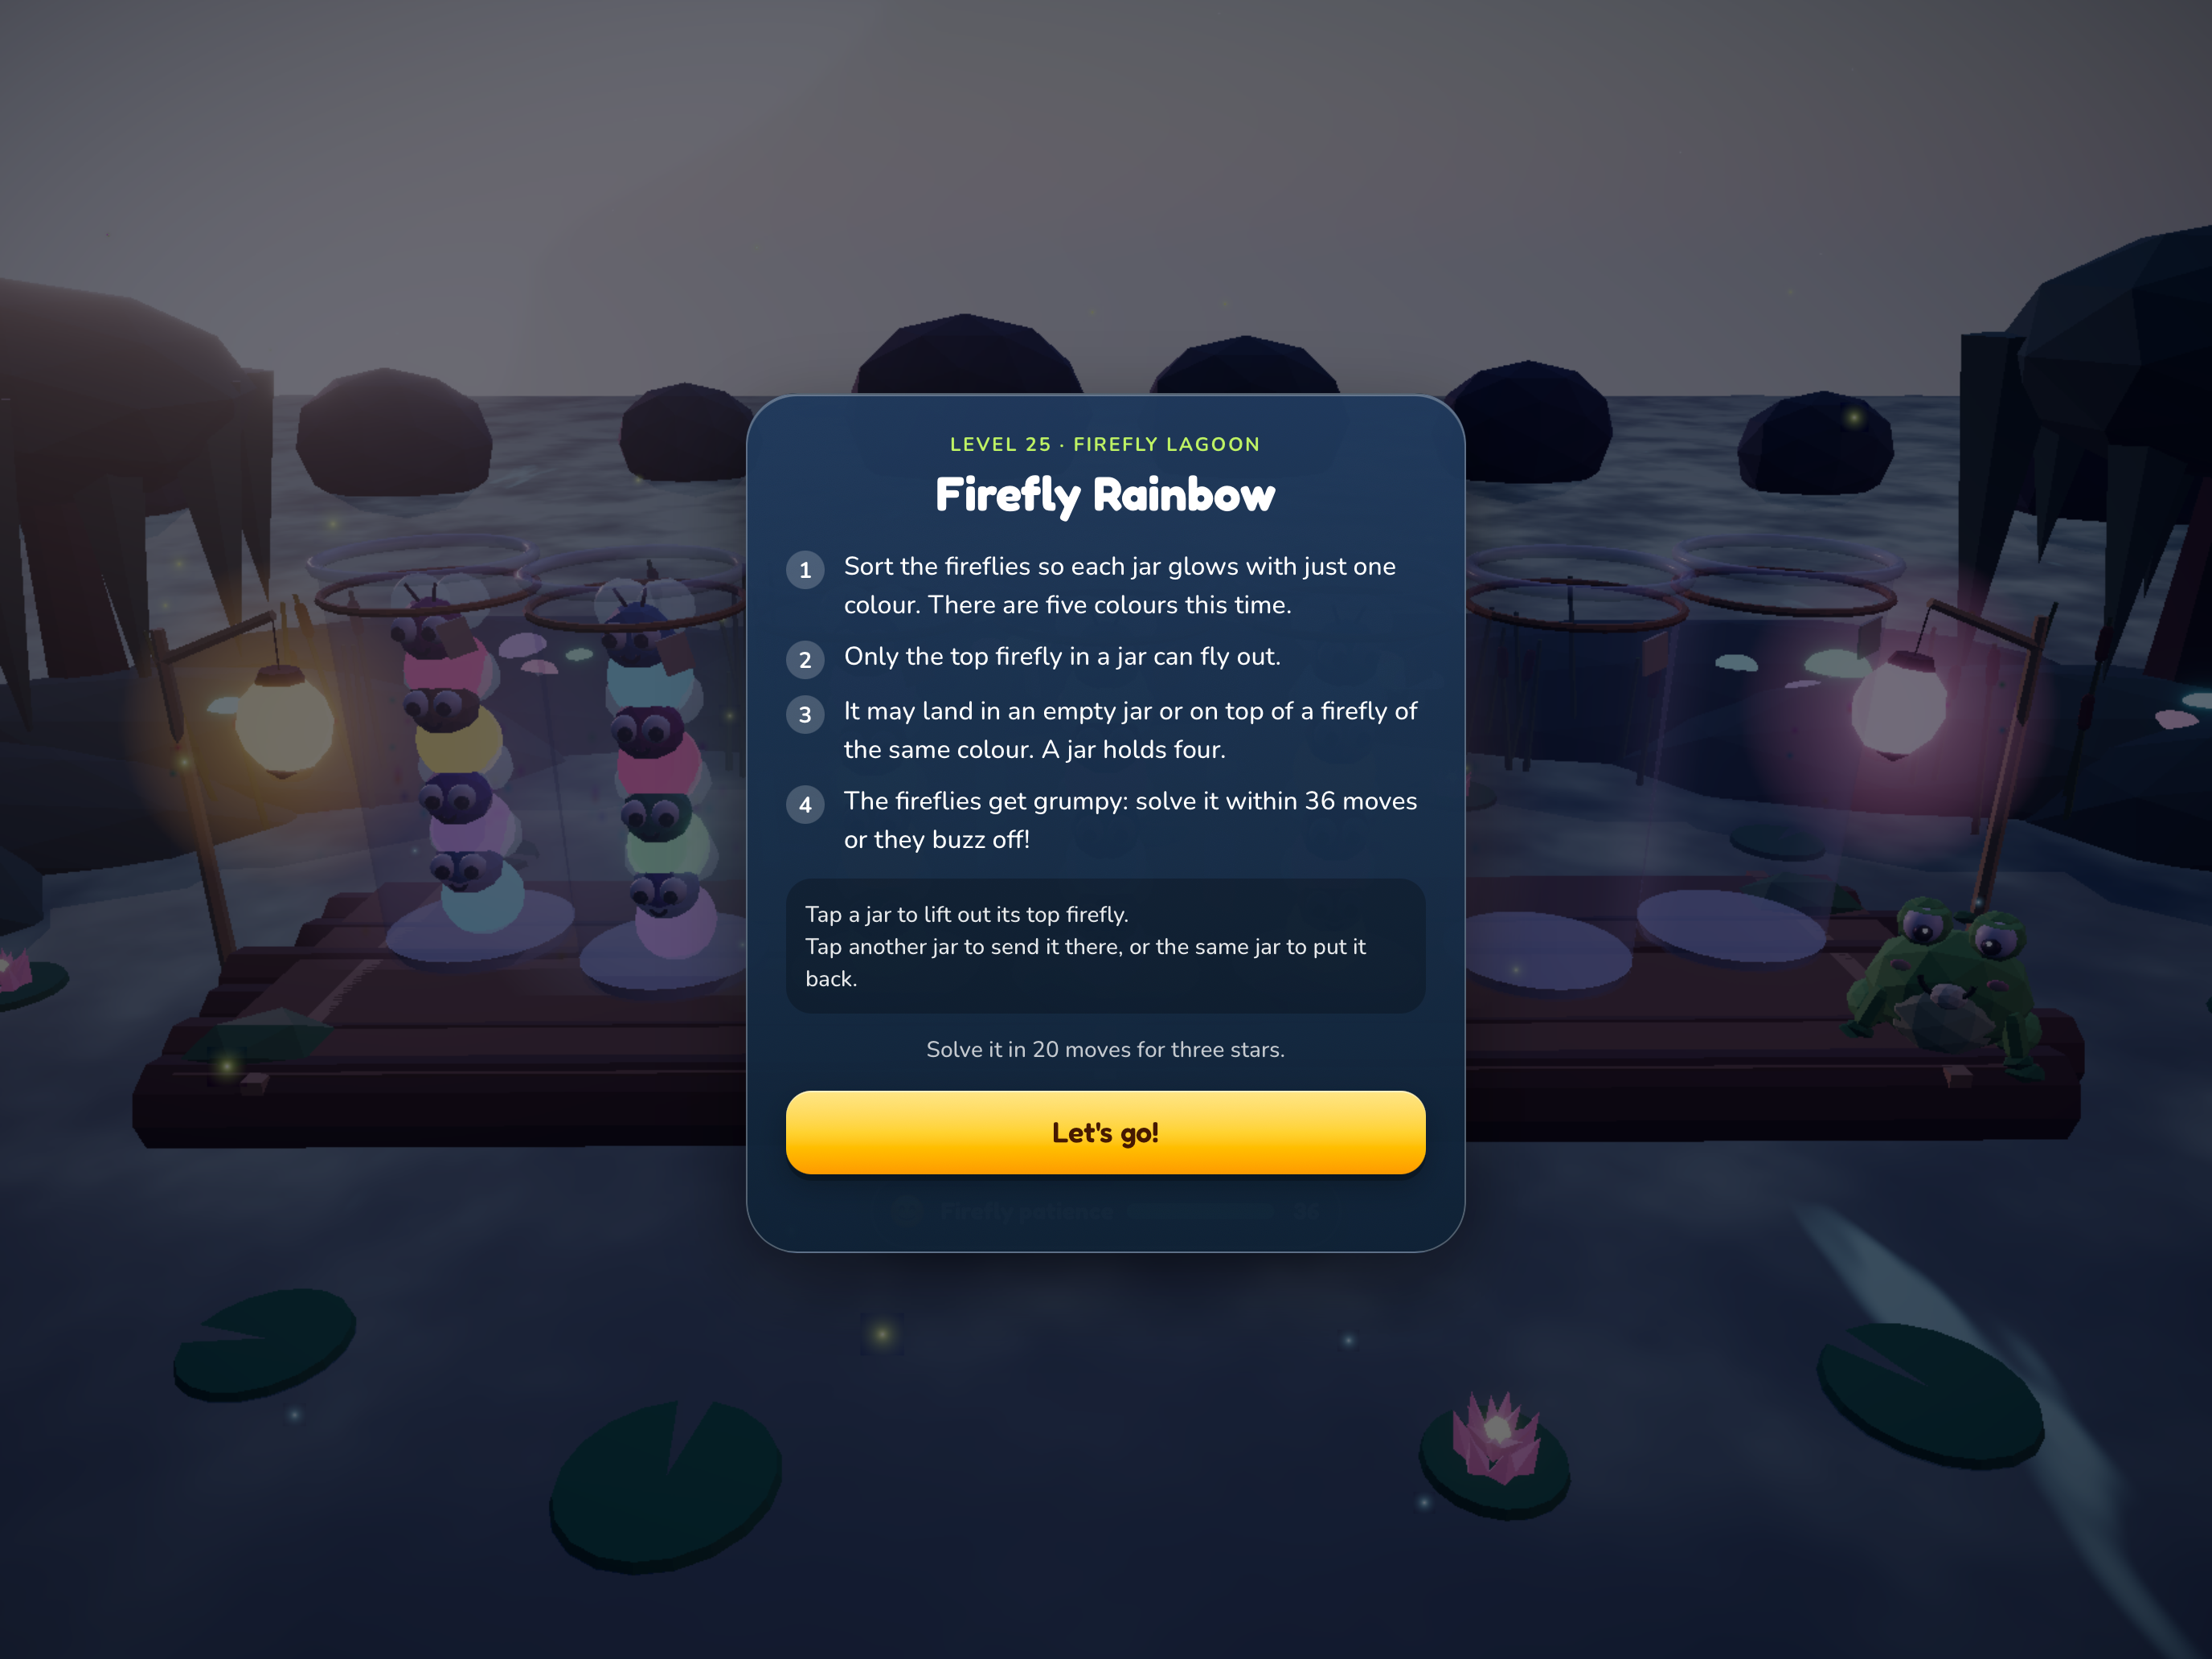 LEVEL 25 · FIREFLY LAGOON
Firefly Rainbow
1 Sort the fireflies so each jar glows with just one
colour. There are five colours this time.
2 Only the top firefly in a jar can fly out.
3 It may land in an empty jar or on top of a firefly of
the same colour. A jar holds four.
4 The fireflies get grumpy: solve it within 36 moves
or they buzz off!
Tap a jar to lift out its top firefly.
Tap another jar to send it there, or the same jar to put it
back.
Solve it in 20 moves for three stars.
Let's go!
Firefly patience 36